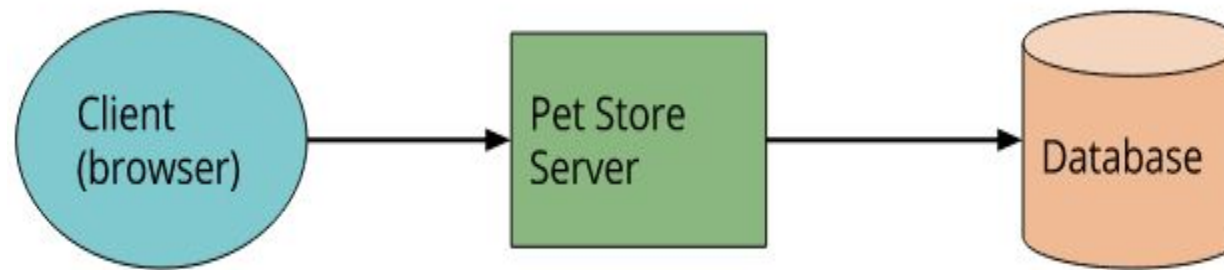 Client
(browser)
Pet Store
Server
Database